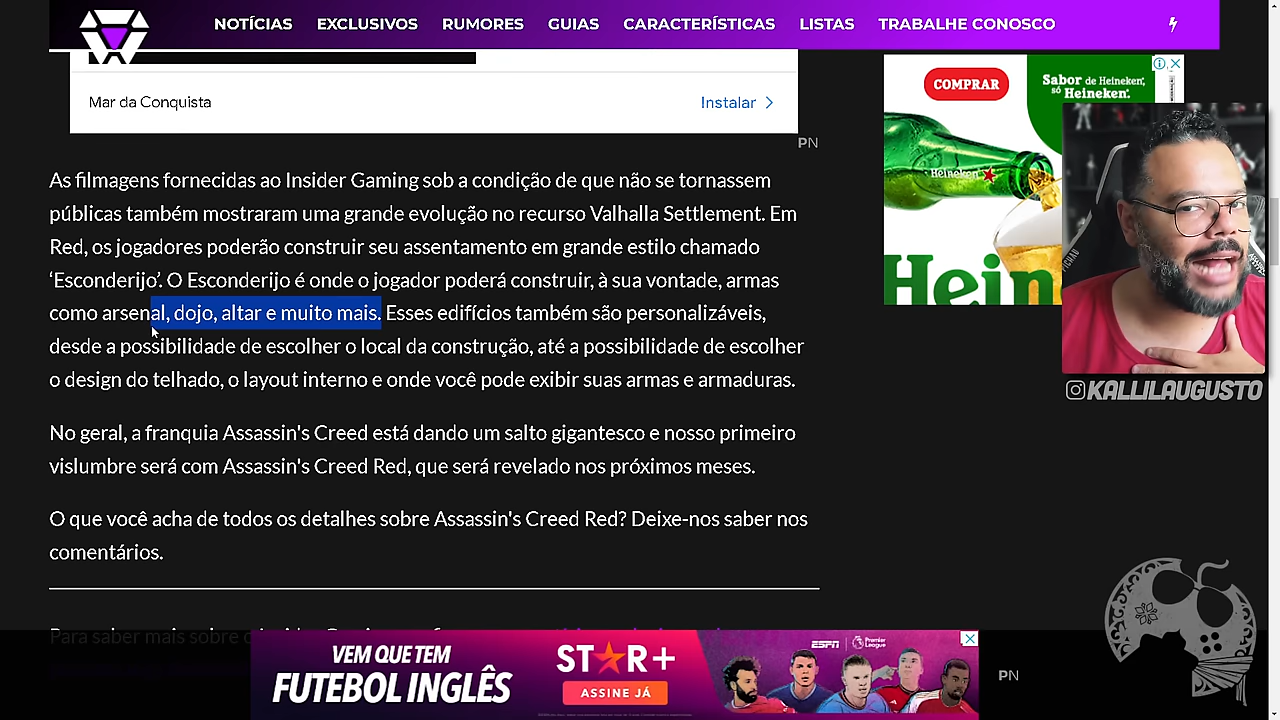 NOTÍCIAS EXCLUSIVOS RUMORES GUIAS CARACTERÍSTICAS LISTAS TRABALHE CONOSCO
Mar da Conquista
Instalar
PN
As filmagens fornecidas ao Insider Gaming sob a condição de que não se tornassem
públicas também mostraram uma grande evolução no recurso Valhalla Settlement. Em
Red, os jogadores poderão construir seu assentamento em grande estilo chamado
‘Esconderijo’. O Esconderijo é onde o jogador poderá construir, à sua vontade, armas
como arsenal, dojo, altar e muito mais. Esses edifícios também são personalizáveis,
desde a possibilidade de escolher o local da construção, até a possibilidade de escolher
o design do telhado, o layout interno e onde você pode exibir suas armas e armaduras.
No geral, a franquia Assassin's Creed está dando um salto gigantesco e nosso primeiro
vislumbre será com Assassin's Creed Red, que será revelado nos próximos meses.
O que você acha de todos os detalhes sobre Assassin's Creed Red? Deixe-nos saber nos
comentários.
Para saber mais sobre
COMPRAR
Sabor de Heineken,
só Heineken.
Heineken
Hein
KALLILAUGUSTO
VEM QUE TEM
FUTEBOL INGLÊS
STAR+
ASSINE JÁ
ESPN
Premier
League
PN